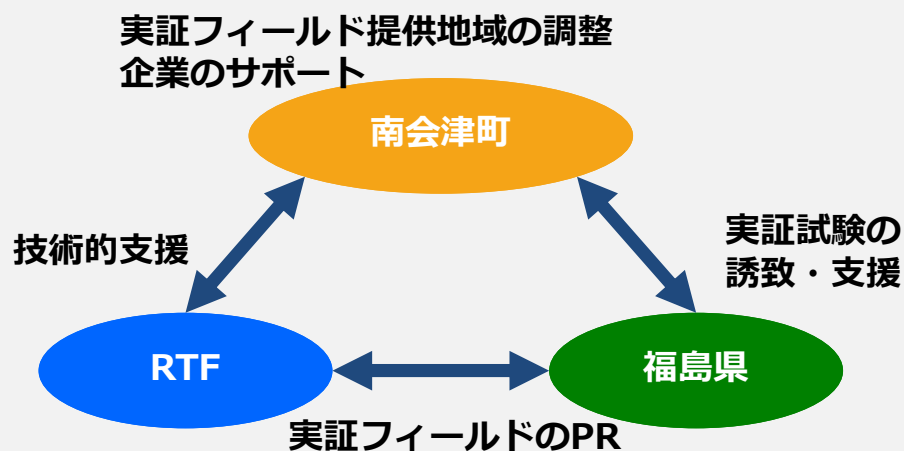 実証フィールド提供地域の調整
企業のサポート
南会津町
技術的支援
実証試験の
誘致・支援
RTF
福島県
実証フィールドのPR